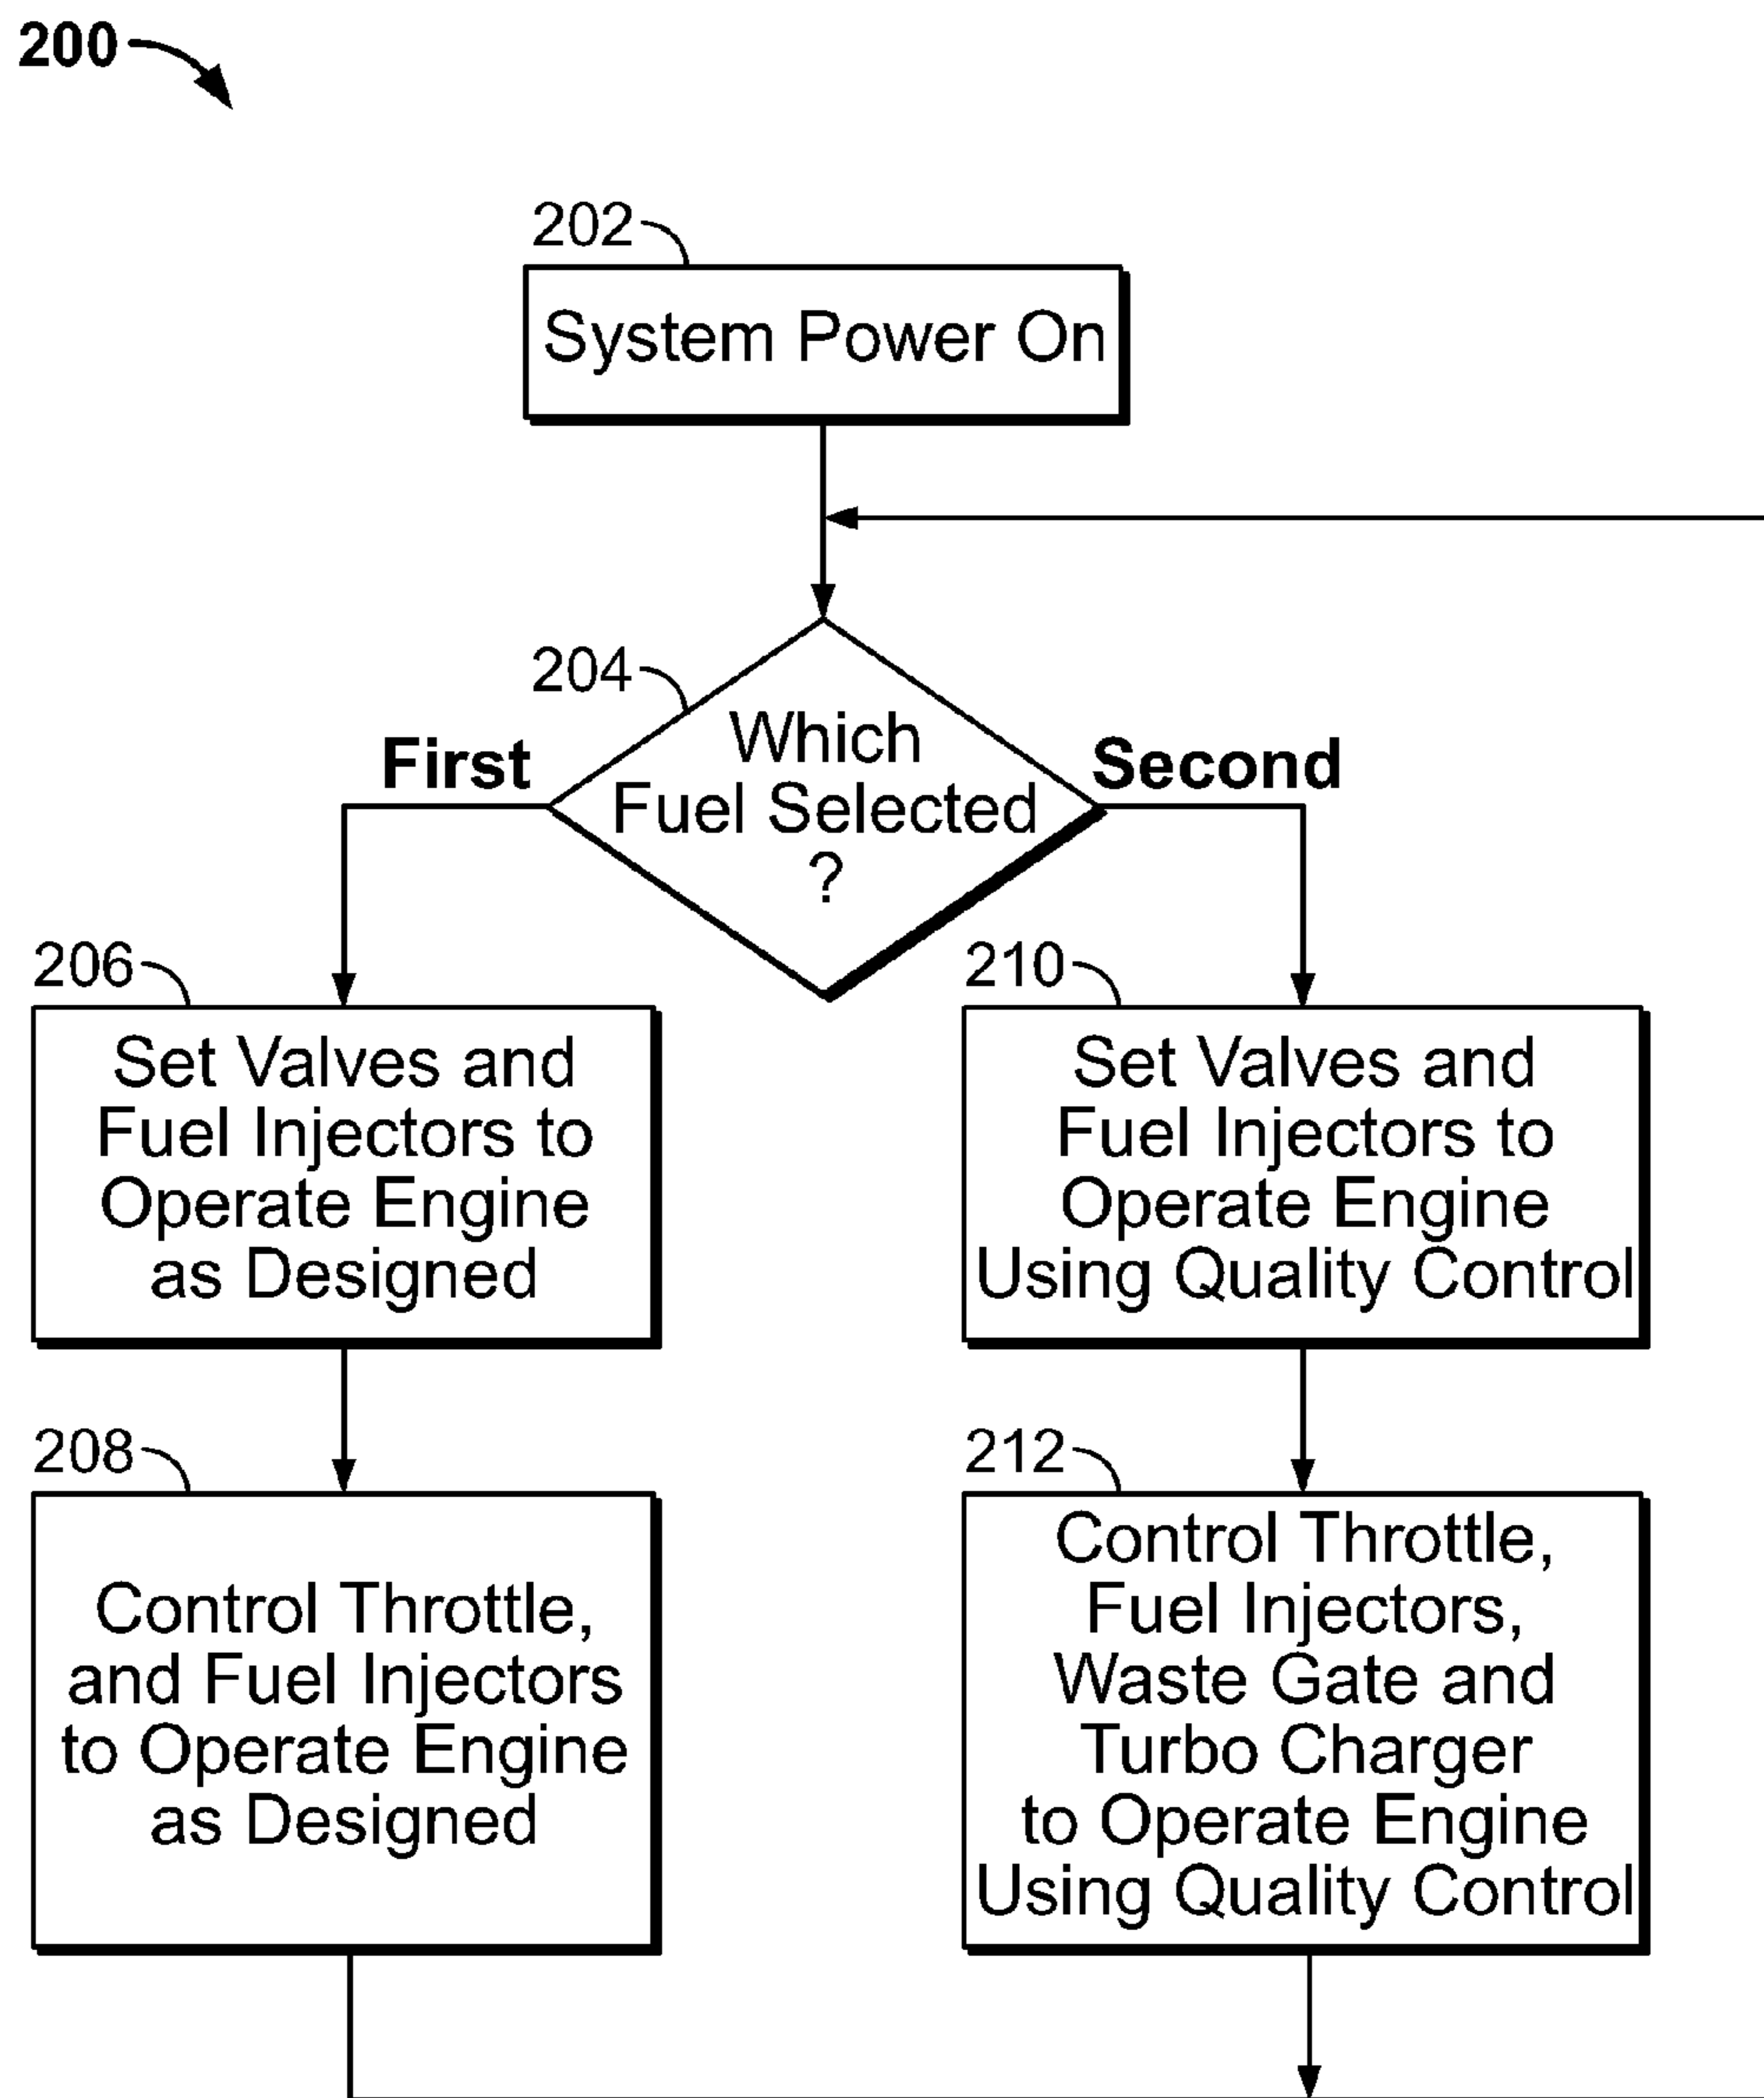 200
202
System Power On
204
Which
Fuel Selected
?
First
Second
206
Set Valves and
Fuel Injectors to
Operate Engine
as Designed
210
Set Valves and
Fuel Injectors to
Operate Engine
Using Quality Control
208
Control Throttle,
and Fuel Injectors
to Operate Engine
as Designed
212
Control Throttle,
Fuel Injectors,
Waste Gate and
Turbo Charger
to Operate Engine
Using Quality Control